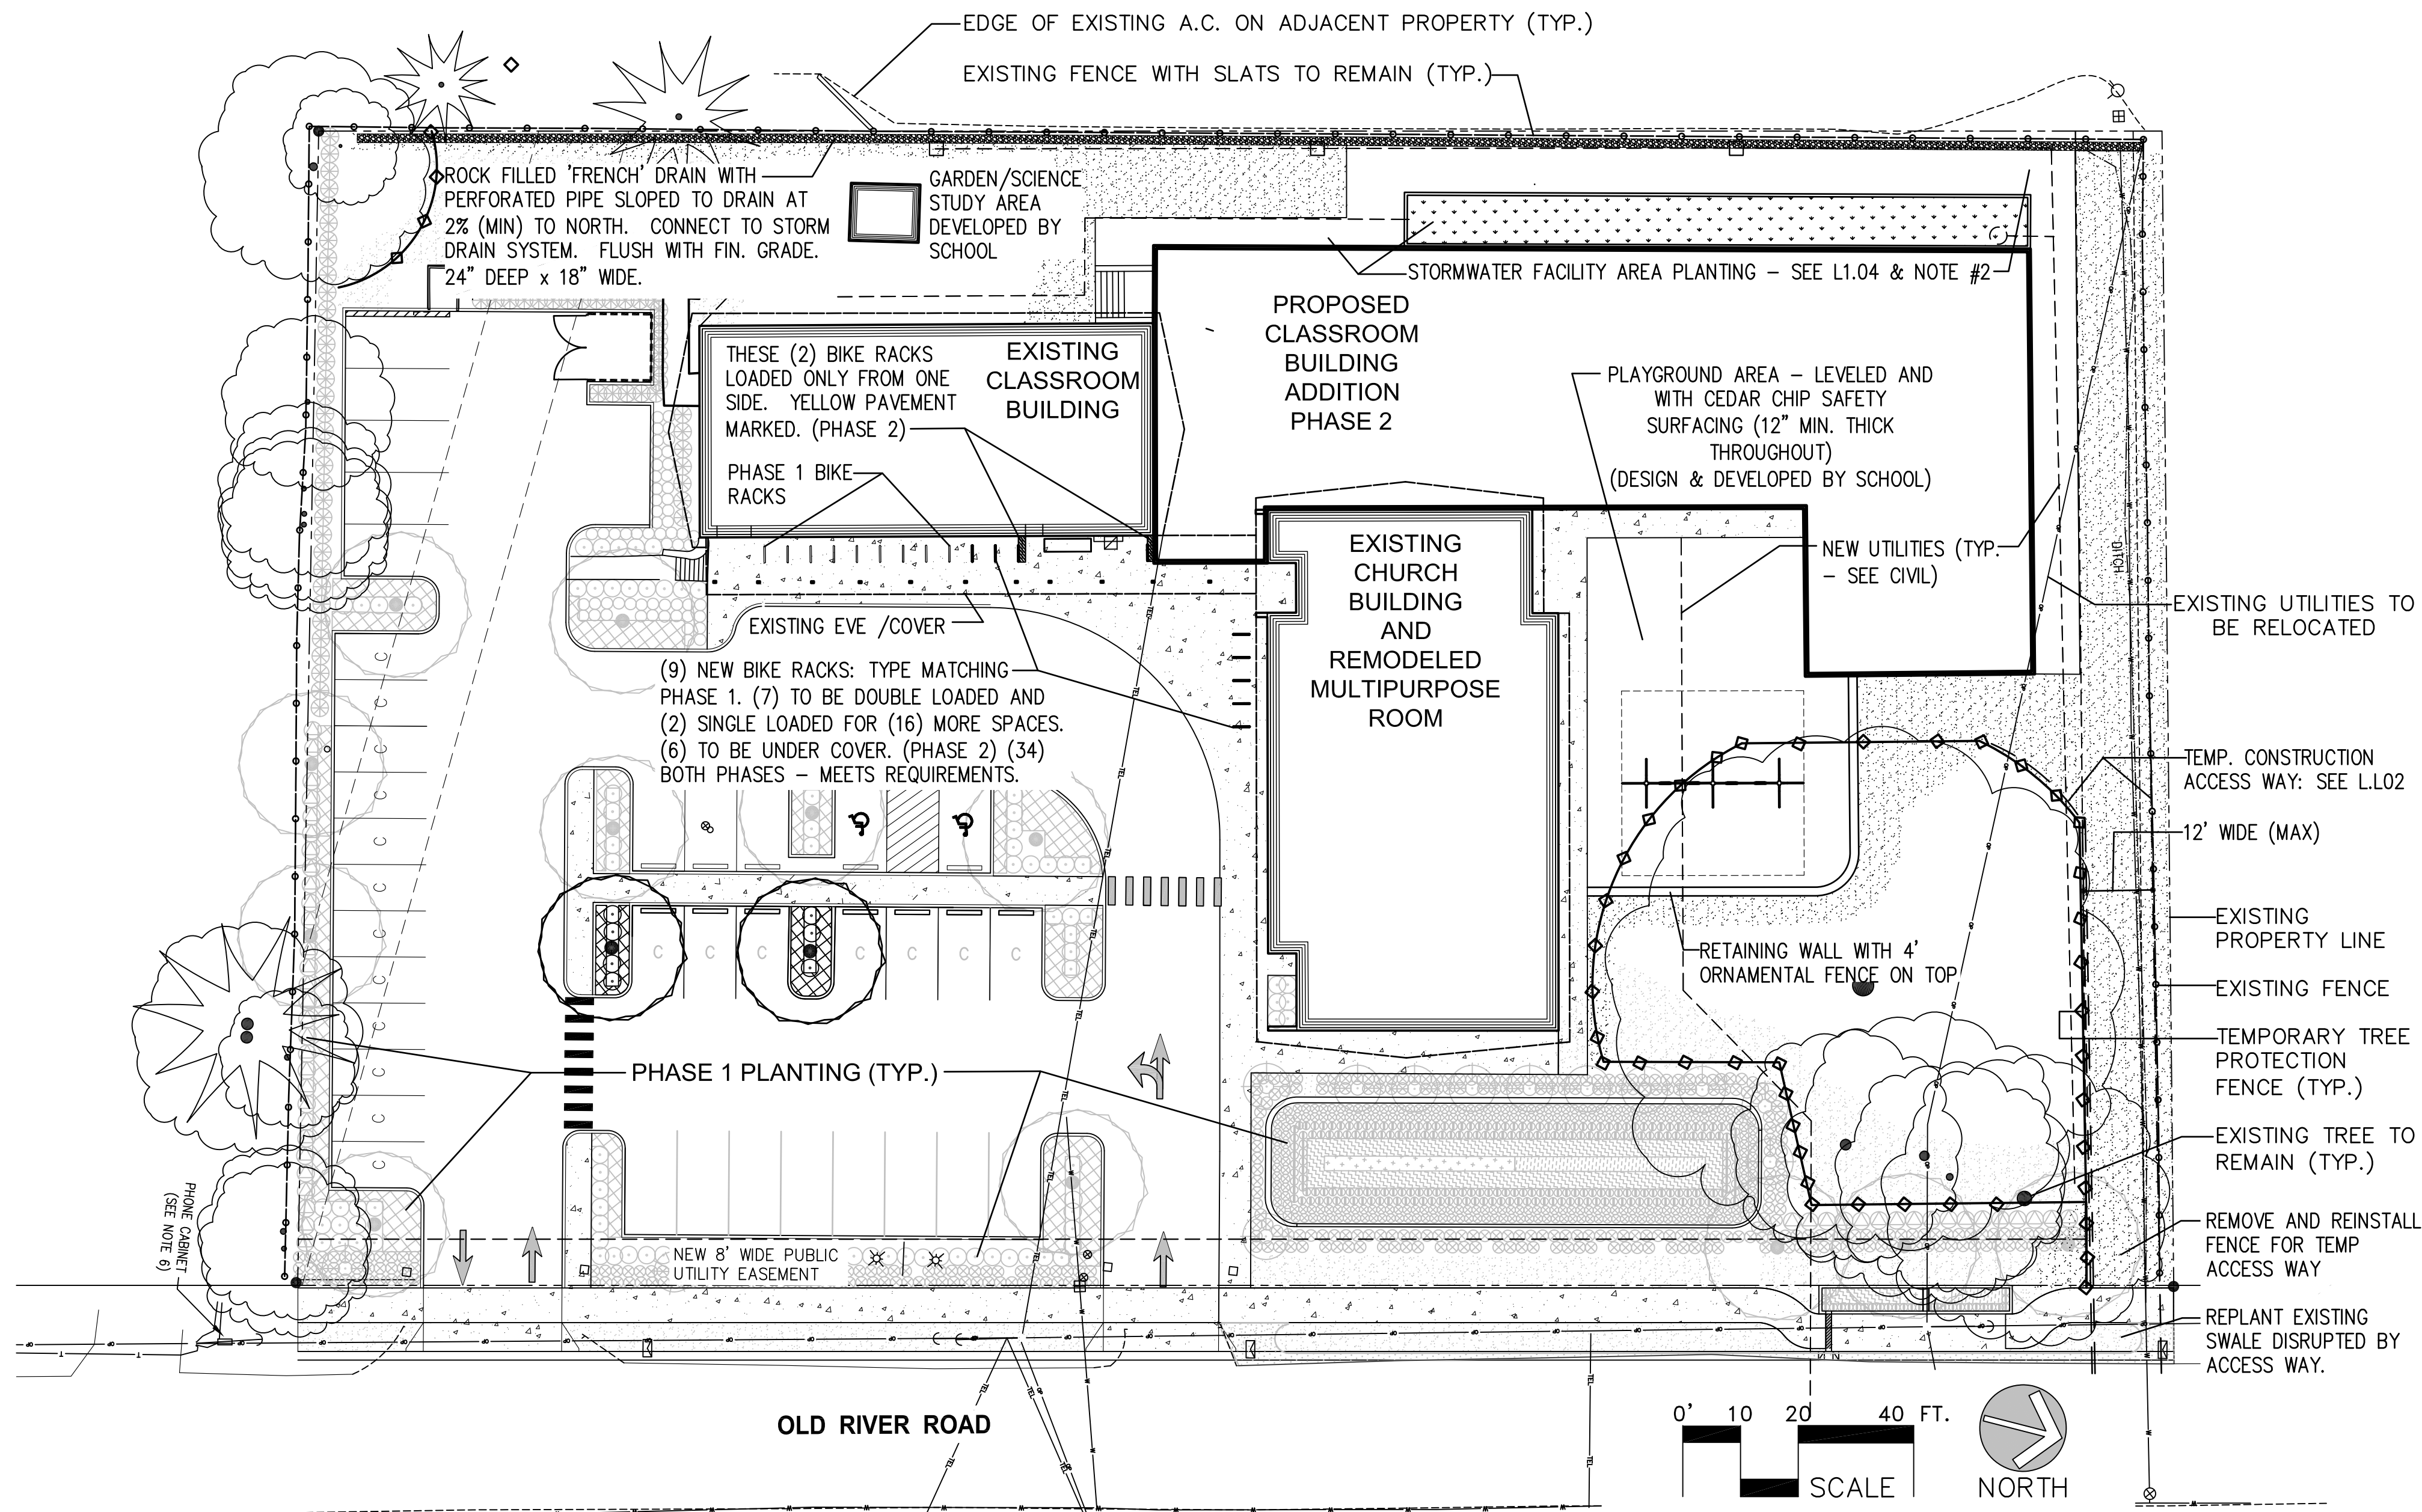 EDGE OF EXISTING A.C. ON ADJACENT PROPERTY (TYP.)
EXISTING FENCE WITH SLATS TO REMAIN (TYP.)
ROCK FILLED 'FRENCH' DRAIN WITH
PERFORATED PIPE SLOPED TO DRAIN AT
2% (MIN) TO NORTH. CONNECT TO STORM
DRAIN SYSTEM. FLUSH WITH FIN. GRADE.
24" DEEP x 18" WIDE.
GARDEN/SCIENCE
STUDY AREA
DEVELOPED BY
SCHOOL
STORMWATER FACILITY AREA PLANTING – SEE L1.04 & NOTE #2
PROPOSED
CLASSROOM
BUILDING
ADDITION
PHASE 2
THESE (2) BIKE RACKS
LOADED ONLY FROM ONE
SIDE. YELLOW PAVEMENT
MARKED. (PHASE 2)
EXISTING
CLASSROOM
BUILDING
PHASE 1 BIKE
RACKS
PLAYGROUND AREA – LEVELED AND
WITH CEDAR CHIP SAFETY
SURFACING (12" MIN. THICK
THROUGHOUT)
(DESIGN & DEVELOPED BY SCHOOL)
EXISTING
CHURCH
BUILDING
AND
REMODELED
MULTIPURPOSE
ROOM
NEW UTILITIES (TYP.
– SEE CIVIL)
DITCH
EXISTING UTILITIES TO
BE RELOCATED
EXISTING EVE /COVER
(9) NEW BIKE RACKS: TYPE MATCHING
PHASE 1. (7) TO BE DOUBLE LOADED AND
(2) SINGLE LOADED FOR (16) MORE SPACES.
(6) TO BE UNDER COVER. (PHASE 2) (34)
BOTH PHASES – MEETS REQUIREMENTS.
TEMP. CONSTRUCTION
ACCESS WAY: SEE L.L02
12' WIDE (MAX)
EXISTING
PROPERTY LINE
RETAINING WALL WITH 4'
ORNAMENTAL FENCE ON TOP
EXISTING FENCE
TEMPORARY TREE
PROTECTION
FENCE (TYP.)
PHASE 1 PLANTING (TYP.)
EXISTING TREE TO
REMAIN (TYP.)
PHONE CABINET
(SEE NOTE 6)
REMOVE AND REINSTALL
FENCE FOR TEMP
ACCESS WAY
NEW 8' WIDE PUBLIC
UTILITY EASEMENT
REPLANT EXISTING
SWALE DISRUPTED BY
ACCESS WAY.
OLD RIVER ROAD
0' 10 20 40 FT.
SCALE
NORTH